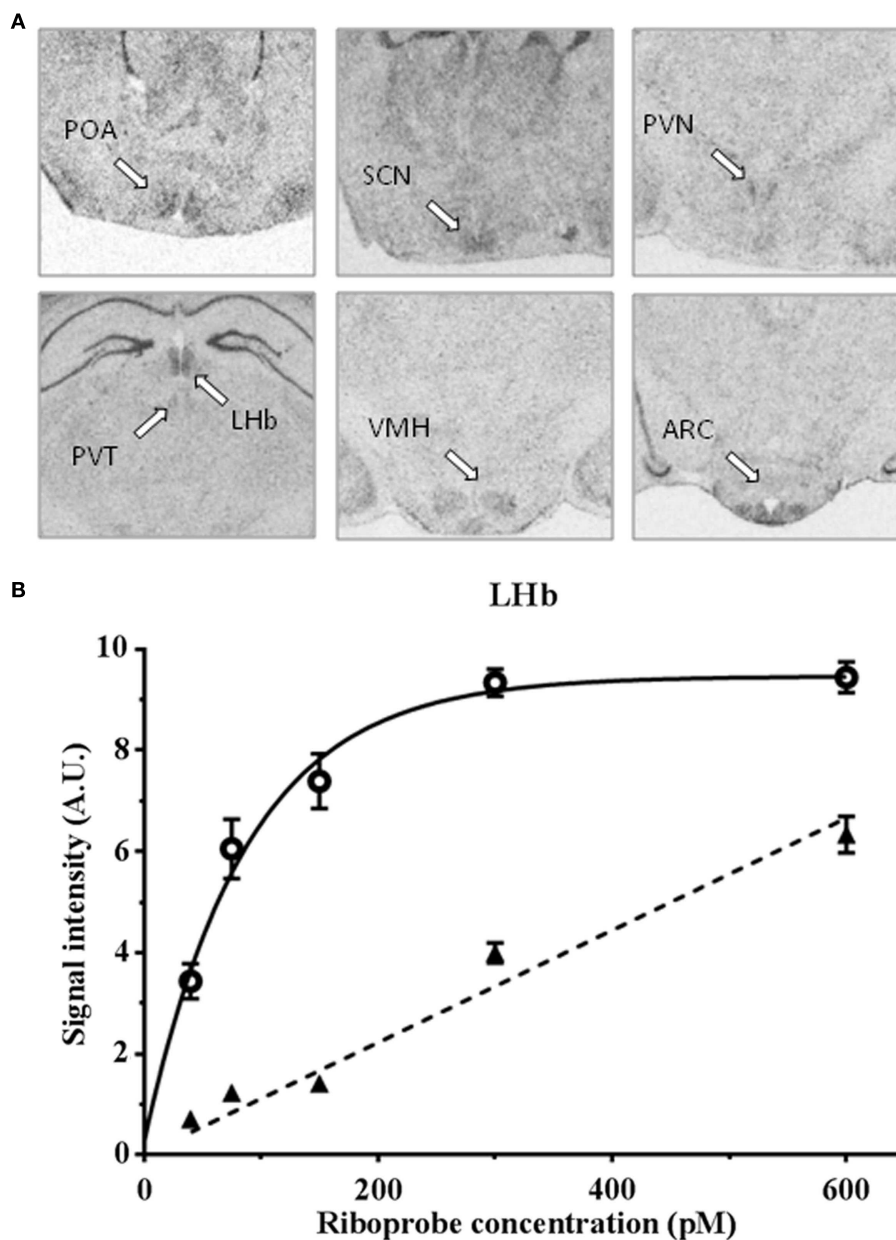 A
POA
SCN
PVN
PVT
LHb
VMH
ARC
B
LHb
10
8
6
4
2
0
Signal intensity (A.U.)
0 200 400 600
Riboprobe concentration (pM)